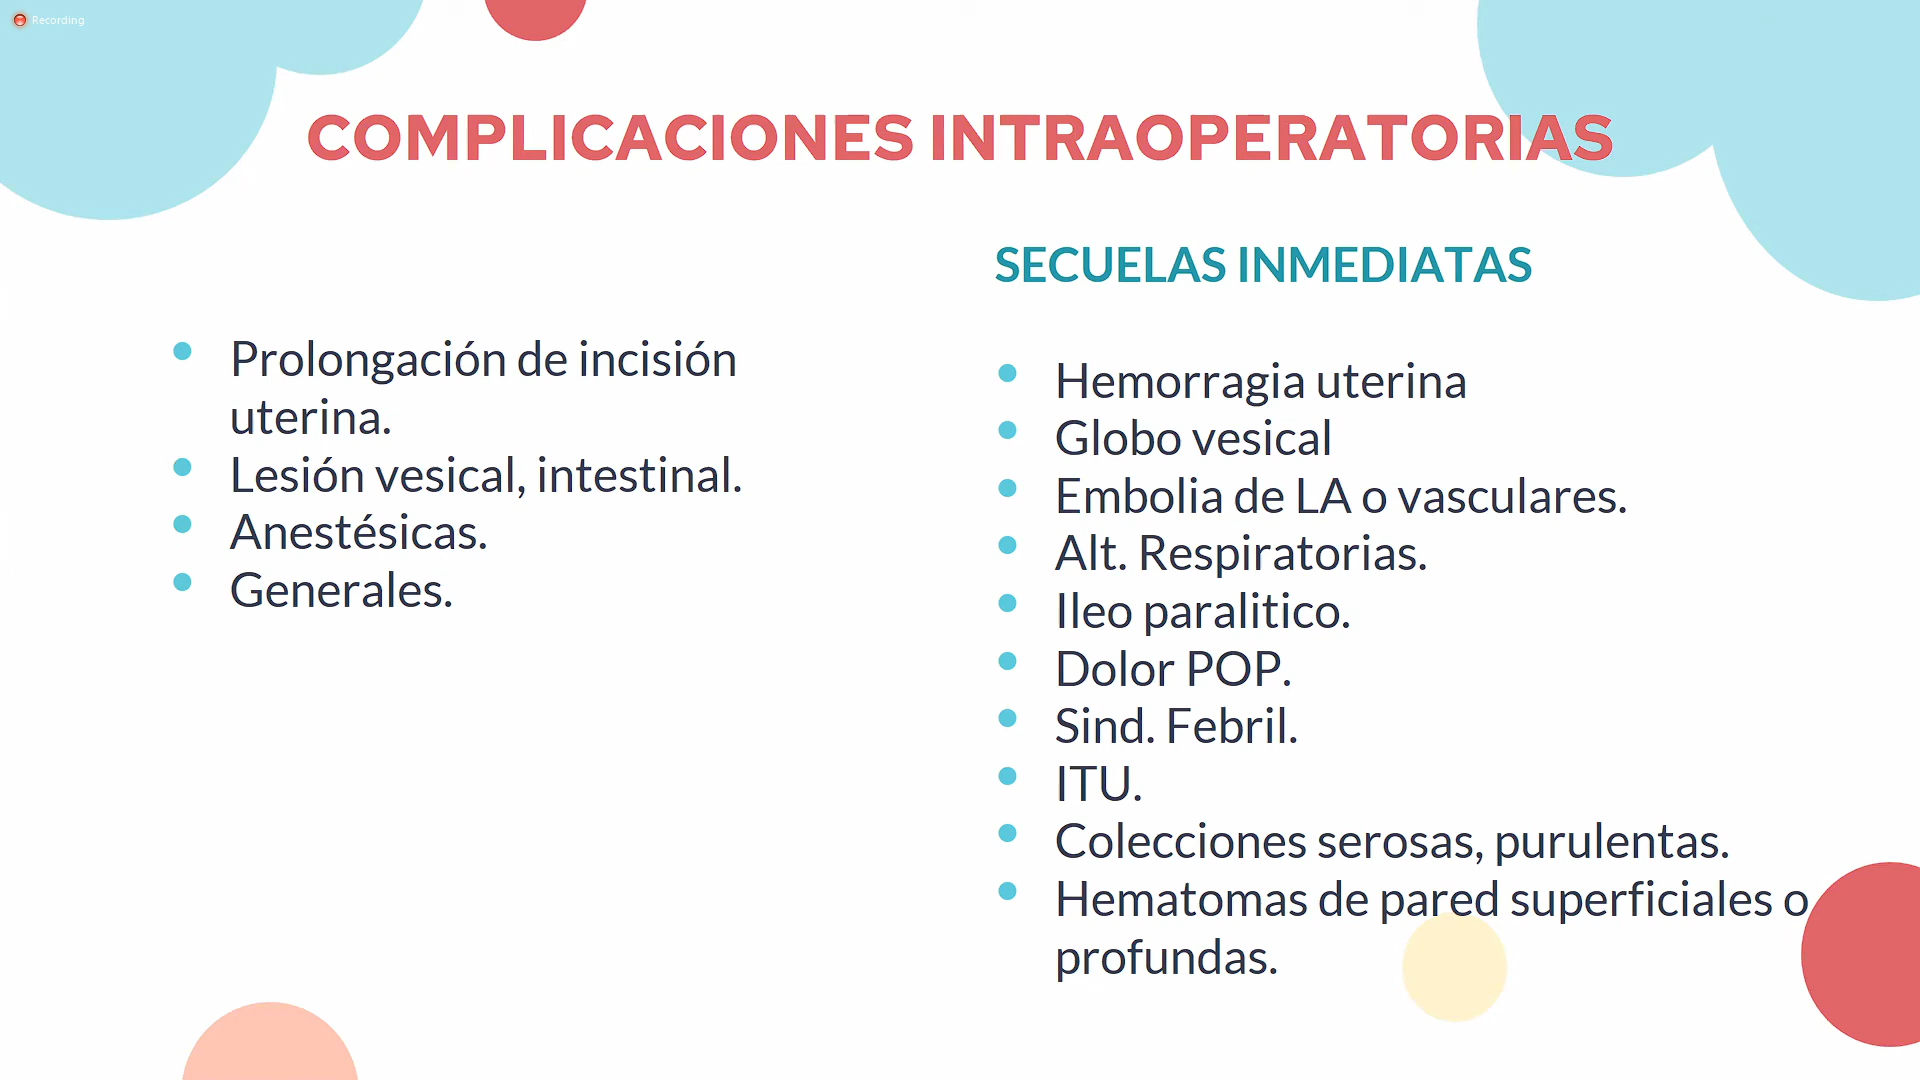 Recording
COMPLICACIONES INTRAOPERATORIAS
Prolongación de incisión
uterina.
Lesión vesical, intestinal.
Anestésicas.
Generales.
SECUELAS INMEDIATAS
Hemorragia uterina
Globo vesical
Embolia de LA o vasculares.
Alt. Respiratorias.
Ileo paralitico.
Dolor POP.
Sind. Febril.
ITU.
Colecciones serosas, purulentas.
Hematomas de pared superficiales o
profundas.